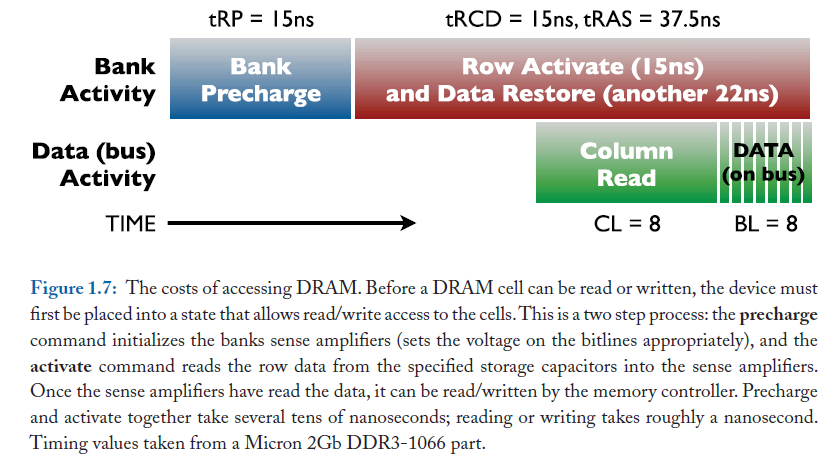 tRP = 15ns
tRCD = 15ns, tRAS = 37.5ns
Bank
Activity
Bank
Precharge
Row Activate (15ns)
and Data Restore (another 22ns)
Data (bus)
Activity
Column
Read
DATA
(on bus)
TIME
CL = 8
BL = 8
Figure 1.7: The costs of accessing DRAM. Before a DRAM cell can be read or written, the device must
first be placed into a state that allows read/write access to the cells. This is a two step process: the precharge
command initializes the banks sense amplifiers (sets the voltage on the bitlines appropriately), and the
activate command reads the row data from the specified storage capacitors into the sense amplifiers.
Once the sense amplifiers have read the data, it can be read/written by the memory controller. Precharge
and activate together take several tens of nanoseconds; reading or writing takes roughly a nanosecond.
Timing values taken from a Micron 2Gb DDR3-1066 part.